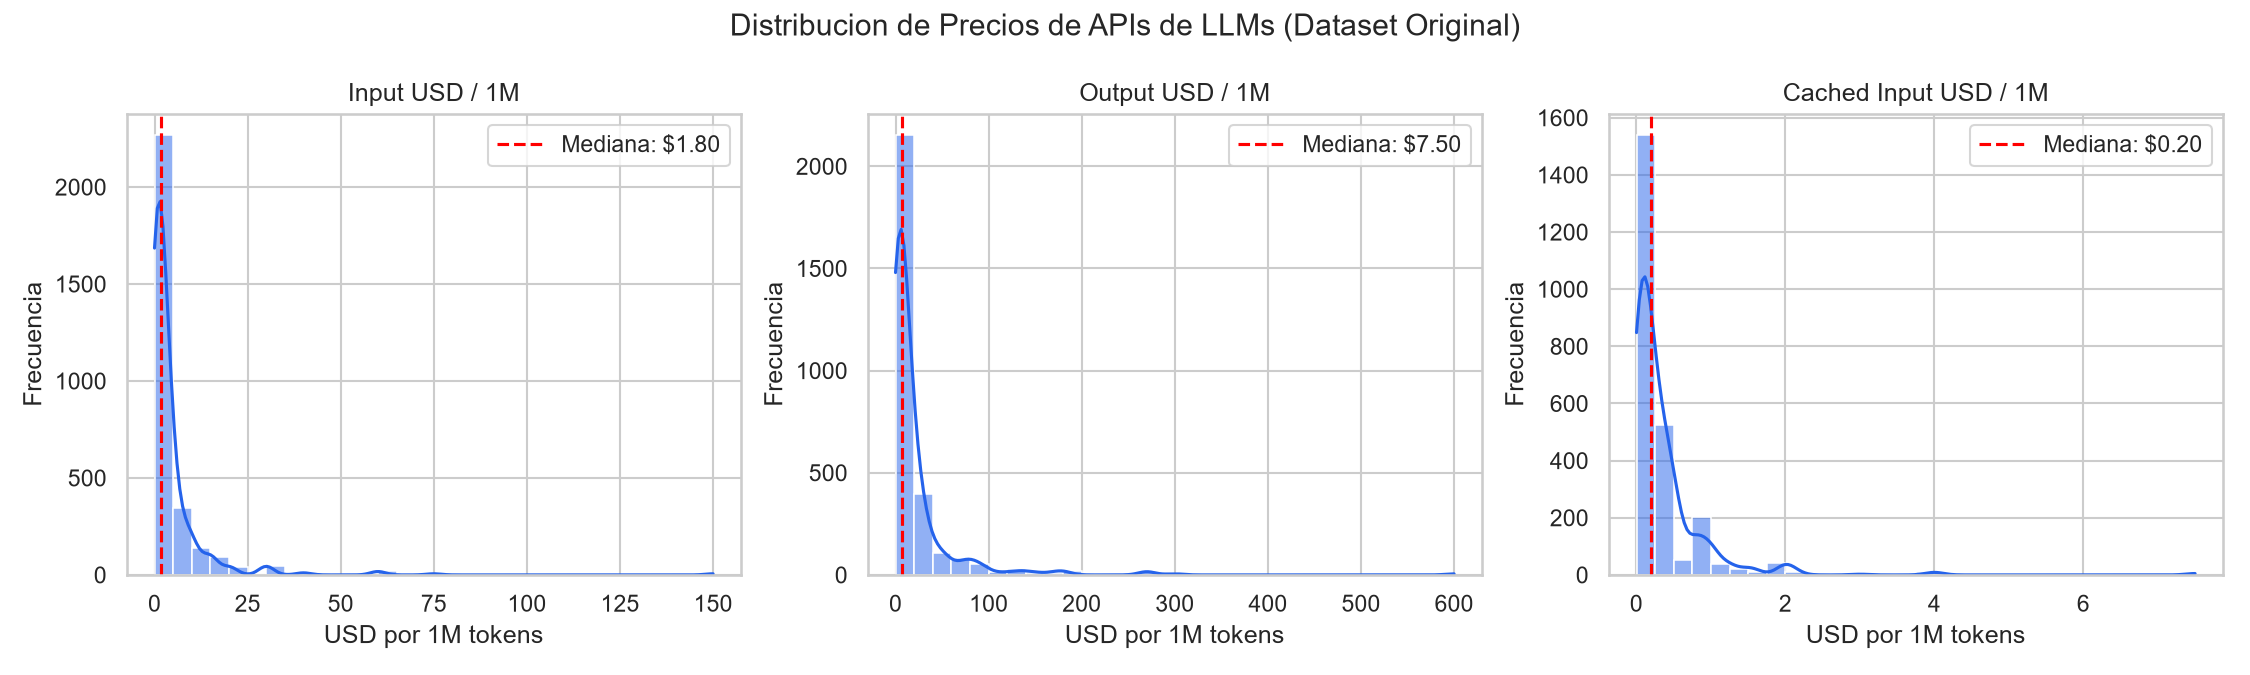 Distribucion de Precios de APIs de LLMs (Dataset Original)
Input USD / 1M
Mediana: $1.80
Frecuencia
2000
1500
1000
500
0
0 25 50 75 100 125 150
USD por 1M tokens
Output USD / 1M
Mediana: $7.50
Frecuencia
2000
1500
1000
500
0
0 100 200 300 400 500 600
USD por 1M tokens
Cached Input USD / 1M
Mediana: $0.20
Frecuencia
1600
1400
1200
1000
800
600
400
200
0
0 2 4 6
USD por 1M tokens